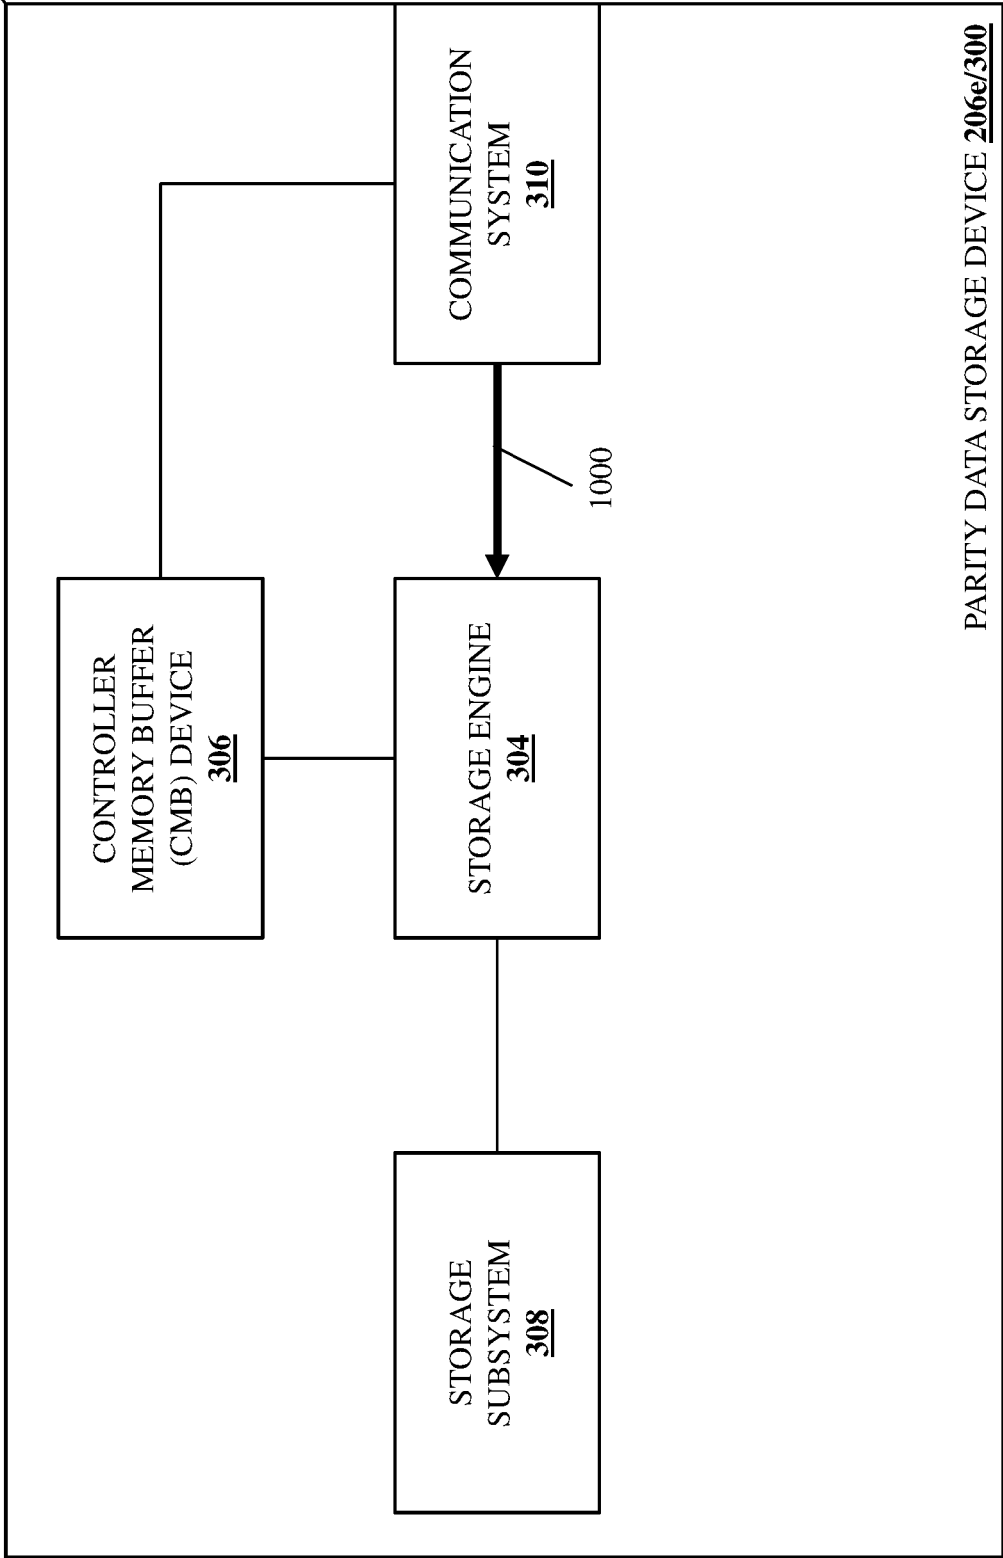 CONTROLLER
MEMORY BUFFER
(CMB) DEVICE
306
STORAGE
SUBSYSTEM
308
STORAGE ENGINE
304
1000
COMMUNICATION
SYSTEM
310
PARITY DATA STORAGE DEVICE 206e/300